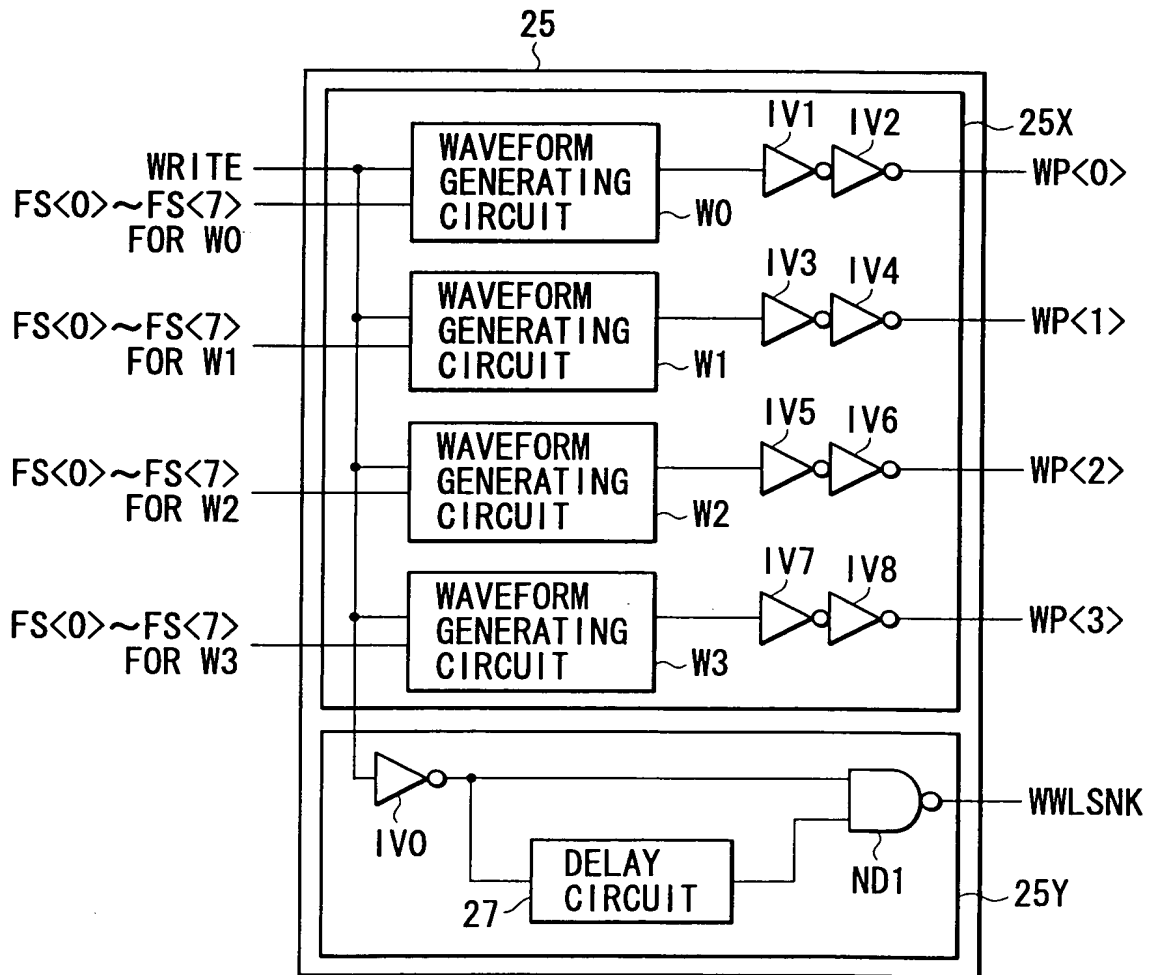 25
25X
IV1
IV2
WRITE
WAVEFORM
GENERATING
CIRCUIT
W0
WP<0>
FS<0>~FS<7>
FOR W0
IV3
IV4
WAVEFORM
GENERATING
CIRCUIT
W1
WP<1>
FS<0>~FS<7>
FOR W1
IV5
IV6
WAVEFORM
GENERATING
CIRCUIT
W2
WP<2>
FS<0>~FS<7>
FOR W2
IV7
IV8
WAVEFORM
GENERATING
CIRCUIT
W3
WP<3>
FS<0>~FS<7>
FOR W3
IV0
DELAY
CIRCUIT
27
ND1
WWLSNK
25Y